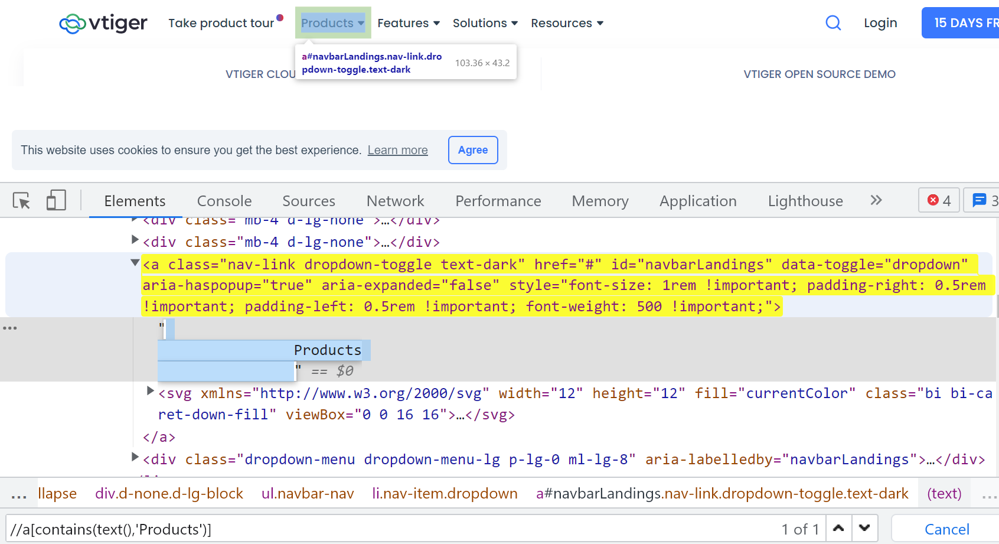 vtiger Take product tour Products Features Solutions Resources Login 15 DAYS FR
a#navbarLandings.nav-link.dro 103.36 × 43.2
pdown-toggle.text-dark
VTIGER CLOU VTIGER OPEN SOURCE DEMO
This website uses cookies to ensure you get the best experience. Learn more Agree
Elements Console Sources Network Performance Memory Application Lighthouse » 4 3
<div class="mb-4 d-lg-none">…</div>
<div class="mb-4 d-lg-none">…</div>
<a class="nav-link dropdown-toggle text-dark" href="#" id="navbarLandings" data-toggle="dropdown"
aria-haspopup="true" aria-expanded="false" style="font-size: 1rem !important; padding-right: 0.5rem
!important; padding-left: 0.5rem !important; font-weight: 500 !important;">
... "
Products
" == $0
<svg xmlns="http://www.w3.org/2000/svg" width="12" height="12" fill="currentColor" class="bi bi-ca
ret-down-fill" viewBox="0 0 16 16">…</svg>
</a>
<div class="dropdown-menu dropdown-menu-lg p-lg-0 ml-lg-8" aria-labelledby="navbarLandings">…</div>
... llapse div.d-none.d-lg-block ul.navbar-nav li.nav-item.dropdown a#navbarLandings.nav-link.dropdown-toggle.text-dark (text) ...
//a[contains(text(),'Products')] 1 of 1 Cancel